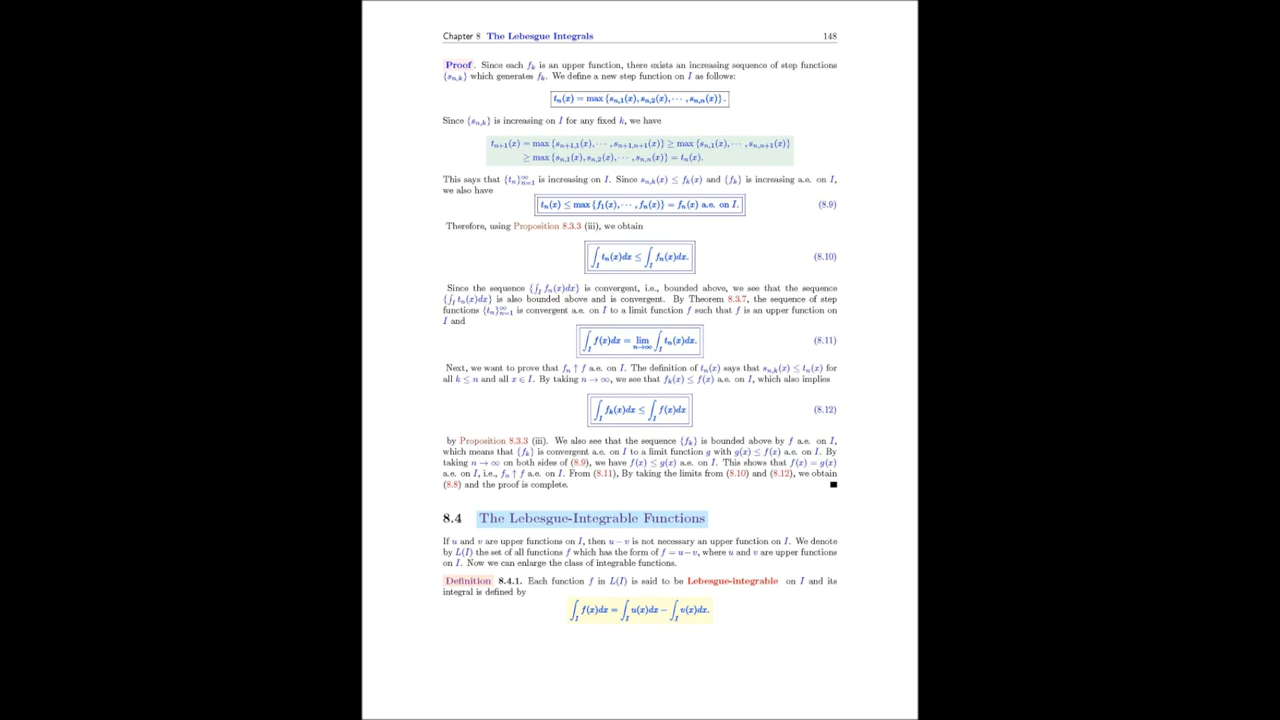 Chapter 8 The Lebesgue Integrals 148
Proof. Since each f_k is an upper function, there exists an increasing sequence of step functions
{s_{n,k}} which generates f_k. We define a new step function on I as follows:
t_n(x) = max {s_{n,1}(x), s_{n,2}(x), ··· , s_{n,n}(x)}.
Since {s_{n,k}} is increasing on I for any fixed k, we have
t_{n+1}(x) = max {s_{n+1,1}(x), ··· , s_{n+1,n+1}(x)} ≥ max {s_{n,1}(x), ··· , s_{n,n+1}(x)}
≥ max {s_{n,1}(x), s_{n,2}(x), ··· , s_{n,n}(x)} = t_n(x).
This says that {t_n}_{n=1}^∞ is increasing on I. Since s_{n,k}(x) ≤ f_k(x) and {f_k} is increasing a.e. on I,
we also have
t_n(x) ≤ max {f_1(x), ··· , f_n(x)} = f_n(x) a.e. on I. (8.9)
Therefore, using Proposition 8.3.3 (iii), we obtain
∫_I t_n(x)dx ≤ ∫_I f_n(x)dx. (8.10)
Since the sequence {∫_I f_n(x)dx} is convergent, i.e., bounded above, we see that the sequence
{∫_I t_n(x)dx} is also bounded above and is convergent. By Theorem 8.3.7, the sequence of step
functions {t_n}_{n=1}^∞ is convergent a.e. on I to a limit function f such that f is an upper function on
I and
∫_I f(x)dx = lim_{n→∞} ∫_I t_n(x)dx. (8.11)
Next, we want to prove that f_n ↑ f a.e. on I. The definition of t_n(x) says that s_{n,k}(x) ≤ t_n(x) for
all k ≤ n and all x ∈ I. By taking n → ∞, we see that f_k(x) ≤ f(x) a.e. on I, which also implies
∫_I f_k(x)dx ≤ ∫_I f(x)dx (8.12)
by Proposition 8.3.3 (iii). We also see that the sequence {f_k} is bounded above by f a.e. on I,
which means that {f_k} is convergent a.e. on I to a limit function g with g(x) ≤ f(x) a.e. on I. By
taking n → ∞ on both sides of (8.9), we have f(x) ≤ g(x) a.e. on I. This shows that f(x) = g(x)
a.e. on I, i.e., f_n ↑ f a.e. on I. From (8.11), By taking the limits from (8.10) and (8.12), we obtain
(8.8) and the proof is complete. ■
8.4 The Lebesgue-Integrable Functions
If u and v are upper functions on I, then u − v is not necessary an upper function on I. We denote
by L(I) the set of all functions f which has the form of f = u−v, where u and v are upper functions
on I. Now we can enlarge the class of integrable functions.
Definition 8.4.1. Each function f in L(I) is said to be Lebesgue-integrable on I and its
integral is defined by
∫_I f(x)dx = ∫_I u(x)dx − ∫_I v(x)dx.